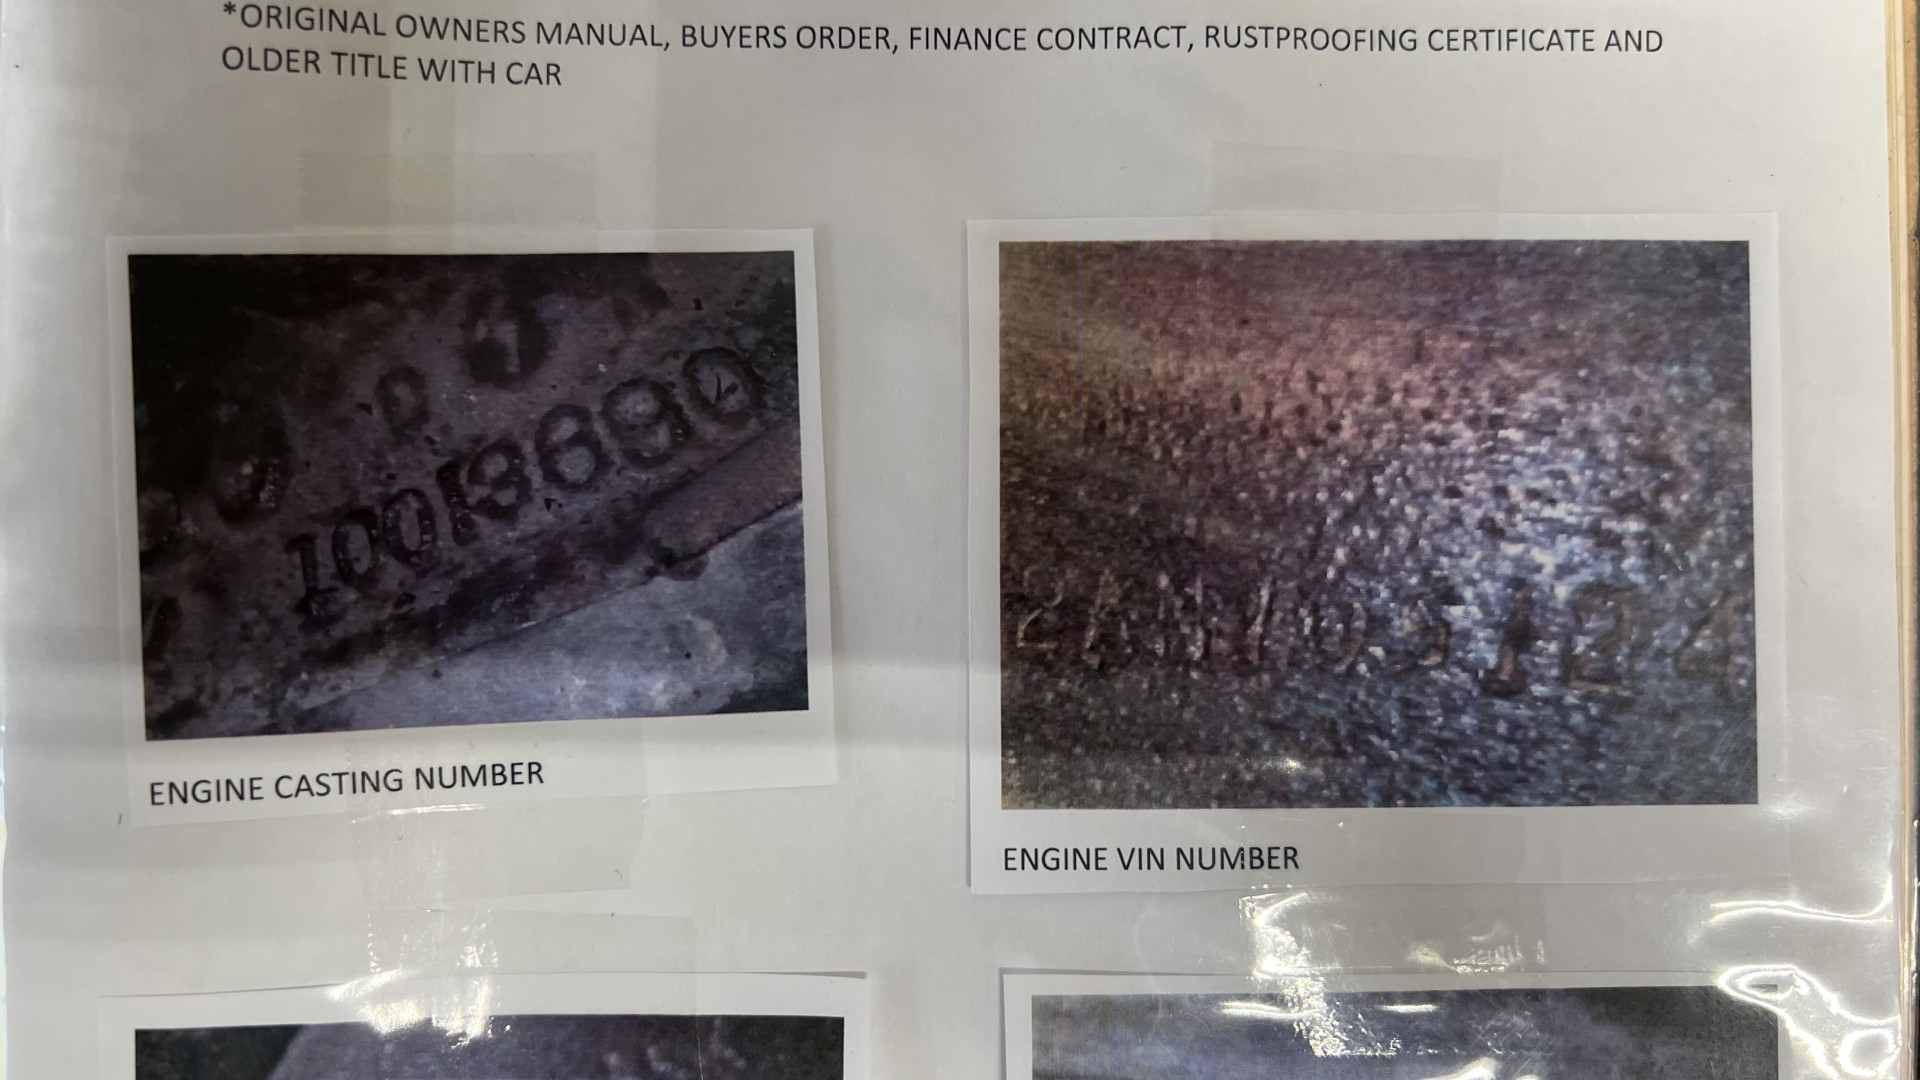 *ORIGINAL OWNERS MANUAL, BUYERS ORDER, FINANCE CONTRACT, RUSTPROOFING CERTIFICATE AND
OLDER TITLE WITH CAR
10013690
ENGINE CASTING NUMBER
ENGINE VIN NUMBER